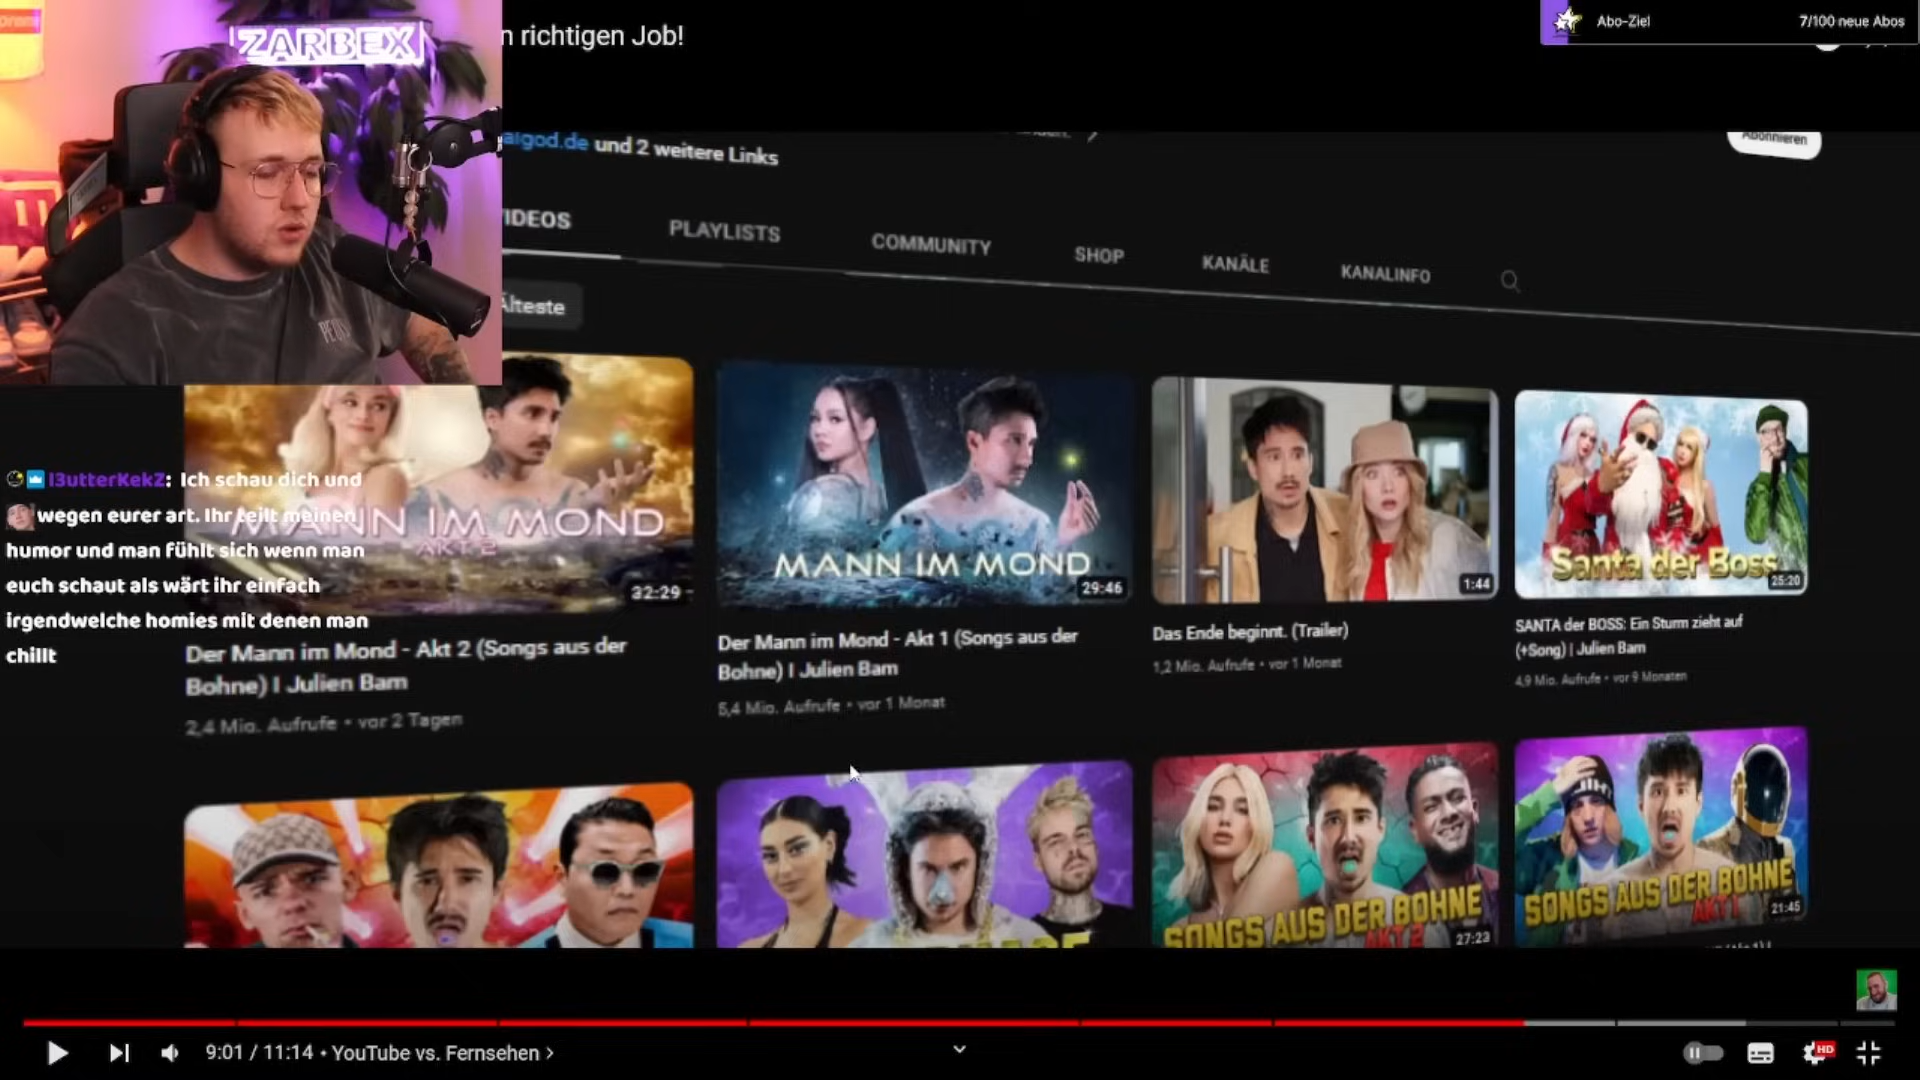 ZARBEX
n richtigen Job!
Abo-Ziel
7/100 neue Abos
aigod.de und 2 weitere Links
Abonnieren
VIDEOS
PLAYLISTS
COMMUNITY
SHOP
KANÄLE
KANALINFO
Älteste
MANN IM MOND
AKT 2
32:29
MANN IM MOND
29:46
1:44
Santa der Boss
25:20
l3utterKekZ: Ich schau dich und
wegen eurer art. Ihr teilt meinen
humor und man fühlt sich wenn man
euch schaut als wärt ihr einfach
irgendwelche homies mit denen man
chillt
Der Mann im Mond - Akt 2 (Songs aus der
Bohne) | Julien Bam
2,4 Mio. Aufrufe • vor 2 Tagen
Der Mann im Mond - Akt 1 (Songs aus der
Bohne) | Julien Bam
5,4 Mio. Aufrufe • vor 1 Monat
Das Ende beginnt. (Trailer)
1,2 Mio. Aufrufe • vor 1 Monat
SANTA der BOSS: Ein Sturm zieht auf
(+Song) | Julien Bam
4,9 Mio. Aufrufe • vor 9 Monaten
SONGS AUS DER BOHNE
AKT 2
27:23
SONGS AUS DER BOHNE
AKT 1
21:45
9:01 / 11:14 • YouTube vs. Fernsehen >
HD